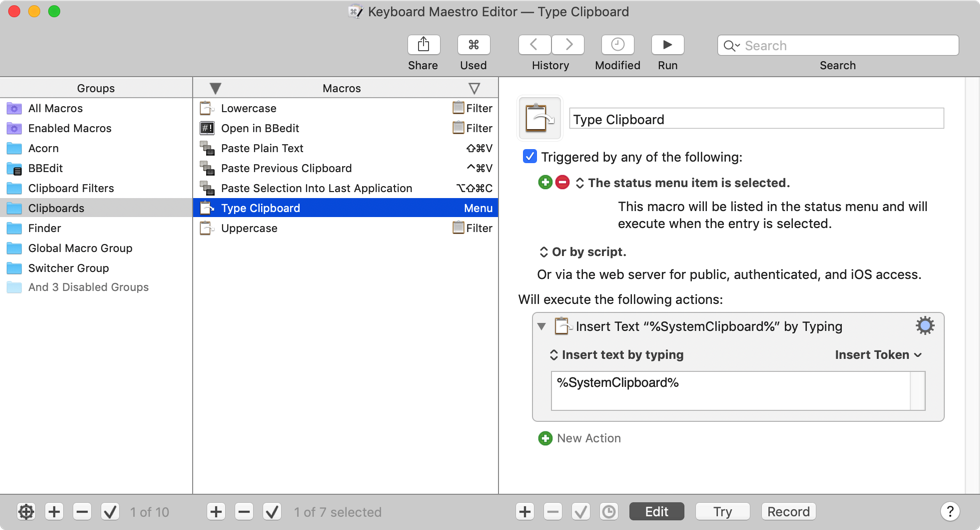 Keyboard Maestro Editor — Type Clipboard
Share
Used
History
Modified
Run
Search
Search
Groups
All Macros
Enabled Macros
Acorn
BBEdit
Clipboard Filters
Clipboards
Finder
Global Macro Group
Switcher Group
And 3 Disabled Groups
Macros
Lowercase Filter
Open in BBedit Filter
Paste Plain Text ⇧⌘V
Paste Previous Clipboard ^⌘V
Paste Selection Into Last Application ⌥⇧⌘C
Type Clipboard Menu
Uppercase Filter
Type Clipboard
Triggered by any of the following:
The status menu item is selected.
This macro will be listed in the status menu and will
execute when the entry is selected.
Or by script.
Or via the web server for public, authenticated, and iOS access.
Will execute the following actions:
Insert Text “%SystemClipboard%” by Typing
Insert text by typing Insert Token
%SystemClipboard%
New Action
1 of 10
1 of 7 selected
Edit
Try
Record
?